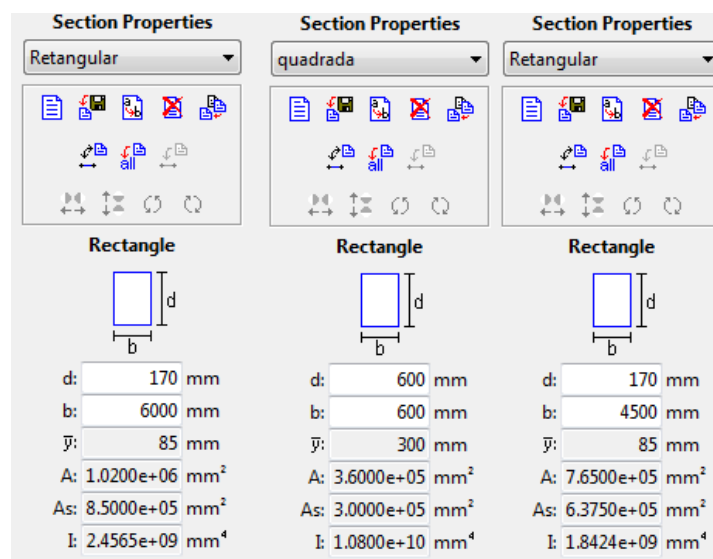 Section Properties
Retangular
all
Rectangle
d
b
d: 170 mm
b: 6000 mm
y̅: 85 mm
A: 1.0200e+06 mm²
As: 8.5000e+05 mm²
I: 2.4565e+09 mm⁴
Section Properties
quadrada
all
Rectangle
d
b
d: 600 mm
b: 600 mm
y̅: 300 mm
A: 3.6000e+05 mm²
As: 3.0000e+05 mm²
I: 1.0800e+10 mm⁴
Section Properties
Retangular
all
Rectangle
d
b
d: 170 mm
b: 4500 mm
y̅: 85 mm
A: 7.6500e+05 mm²
As: 6.3750e+05 mm²
I: 1.8424e+09 mm⁴